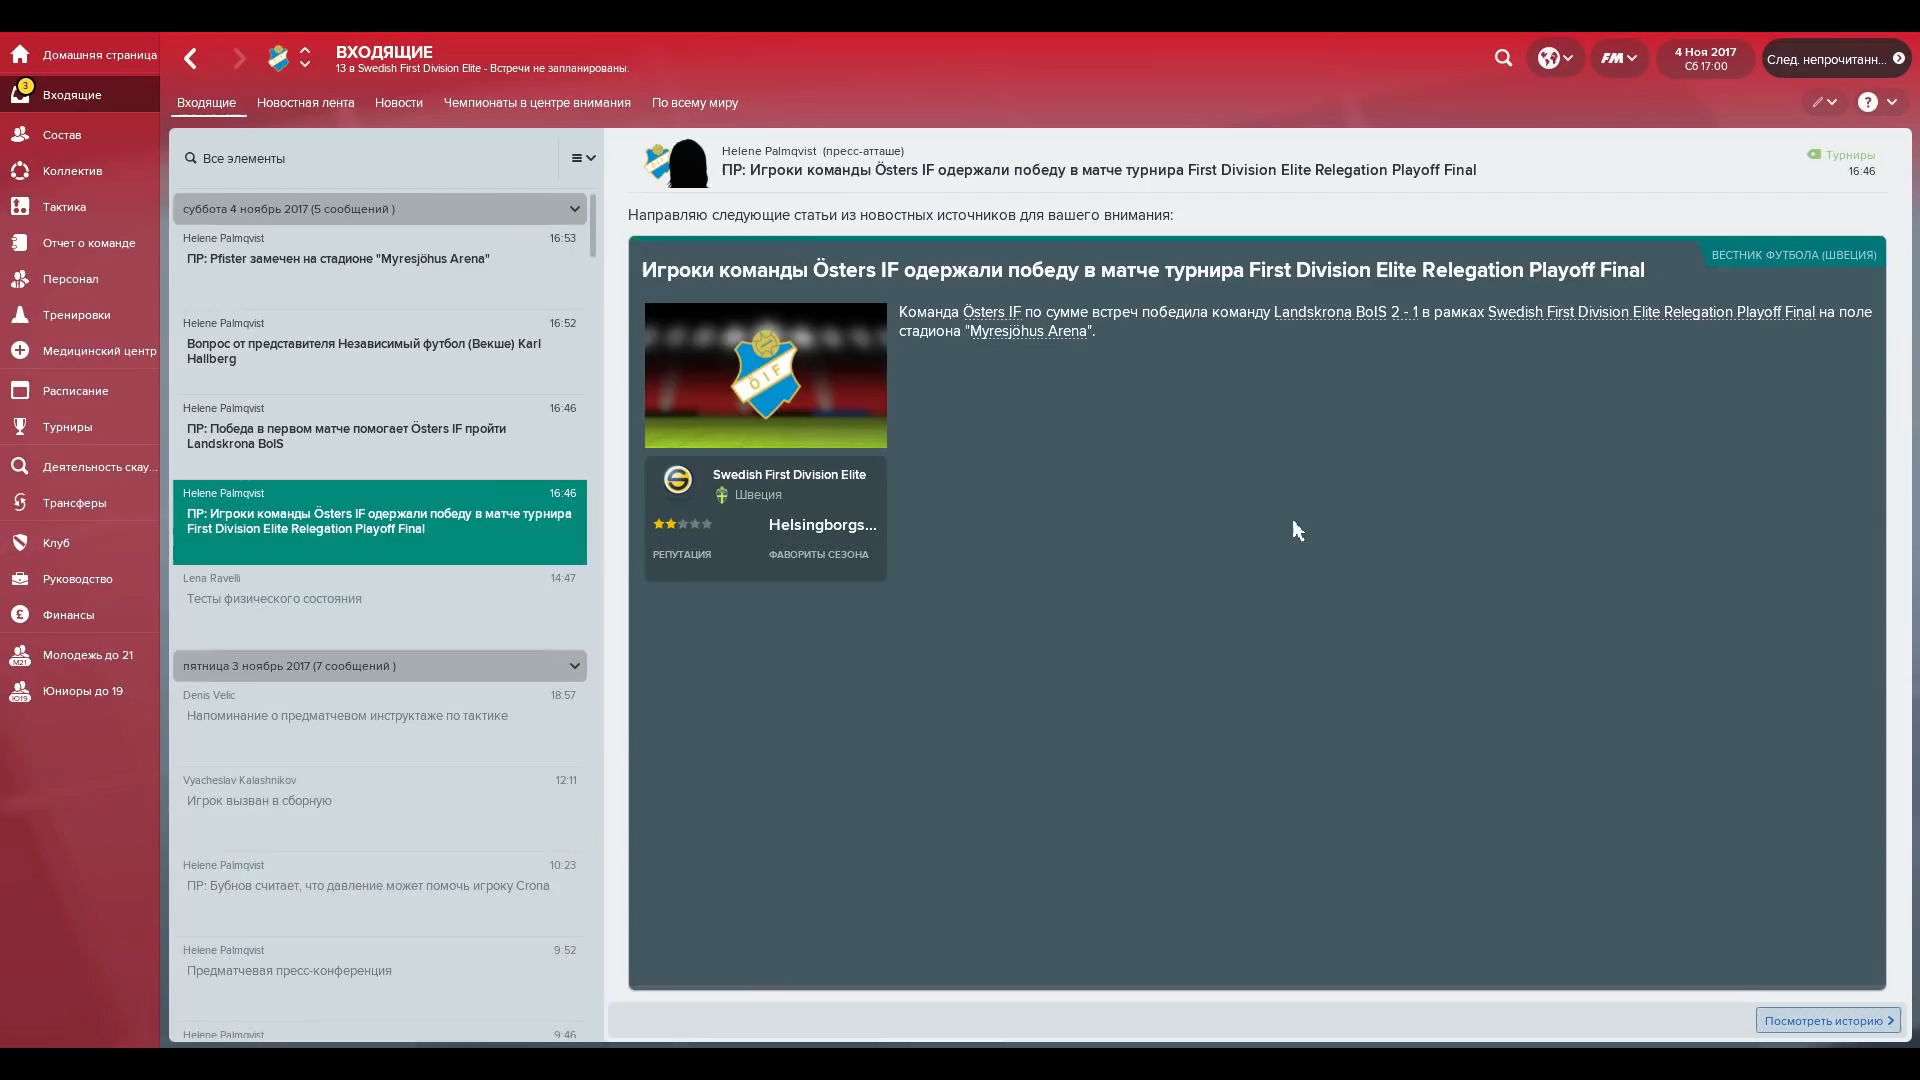 Домашняя страница
3
Входящие
Состав
Коллектив
Тактика
Отчет о команде
Персонал
Тренировки
Медицинский центр
Расписание
Турниры
Деятельность скау...
Трансферы
Клуб
Руководство
Финансы
Молодежь до 21
Юниоры до 19
ВХОДЯЩИЕ
13 в Swedish First Division Elite - Встречи не запланированы.
FM
4 Ноя 2017
Сб 17:00
След. непрочитанн...
Входящие
Новостная лента
Новости
Чемпионаты в центре внимания
По всему миру
?
Все элементы
суббота 4 ноябрь 2017 (5 сообщений )
Helene Palmqvist 16:53
ПР: Pfister замечен на стадионе "Myresjöhus Arena"
Helene Palmqvist 16:52
Вопрос от представителя Независимый футбол (Векше) Karl
Hallberg
Helene Palmqvist 16:46
ПР: Победа в первом матче помогает Östers IF пройти
Landskrona BoIS
Helene Palmqvist 16:46
ПР: Игроки команды Östers IF одержали победу в матче турнира
First Division Elite Relegation Playoff Final
Lena Ravelli 14:47
Тесты физического состояния
пятница 3 ноябрь 2017 (7 сообщений )
Denis Velic 18:57
Напоминание о предматчевом инструктаже по тактике
Vyacheslav Kalashnikov 12:11
Игрок вызван в сборную
Helene Palmqvist 10:23
ПР: Бубнов считает, что давление может помочь игроку Crona
Helene Palmqvist 9:52
Предматчевая пресс-конференция
Helene Palmqvist 9:46
Helene Palmqvist (пресс-атташе)
ПР: Игроки команды Östers IF одержали победу в матче турнира First Division Elite Relegation Playoff Final
Турниры
16:46
Направляю следующие статьи из новостных источников для вашего внимания:
ВЕСТНИК ФУТБОЛА (ШВЕЦИЯ)
Игроки команды Östers IF одержали победу в матче турнира First Division Elite Relegation Playoff Final
ÖIF
Команда Östers IF по сумме встреч победила команду Landskrona BoIS 2 - 1 в рамках Swedish First Division Elite Relegation Playoff Final на поле
стадиона "Myresjöhus Arena".
Swedish First Division Elite
Швеция
Helsingborgs...
РЕПУТАЦИЯ
ФАВОРИТЫ СЕЗОНА
Посмотреть историю